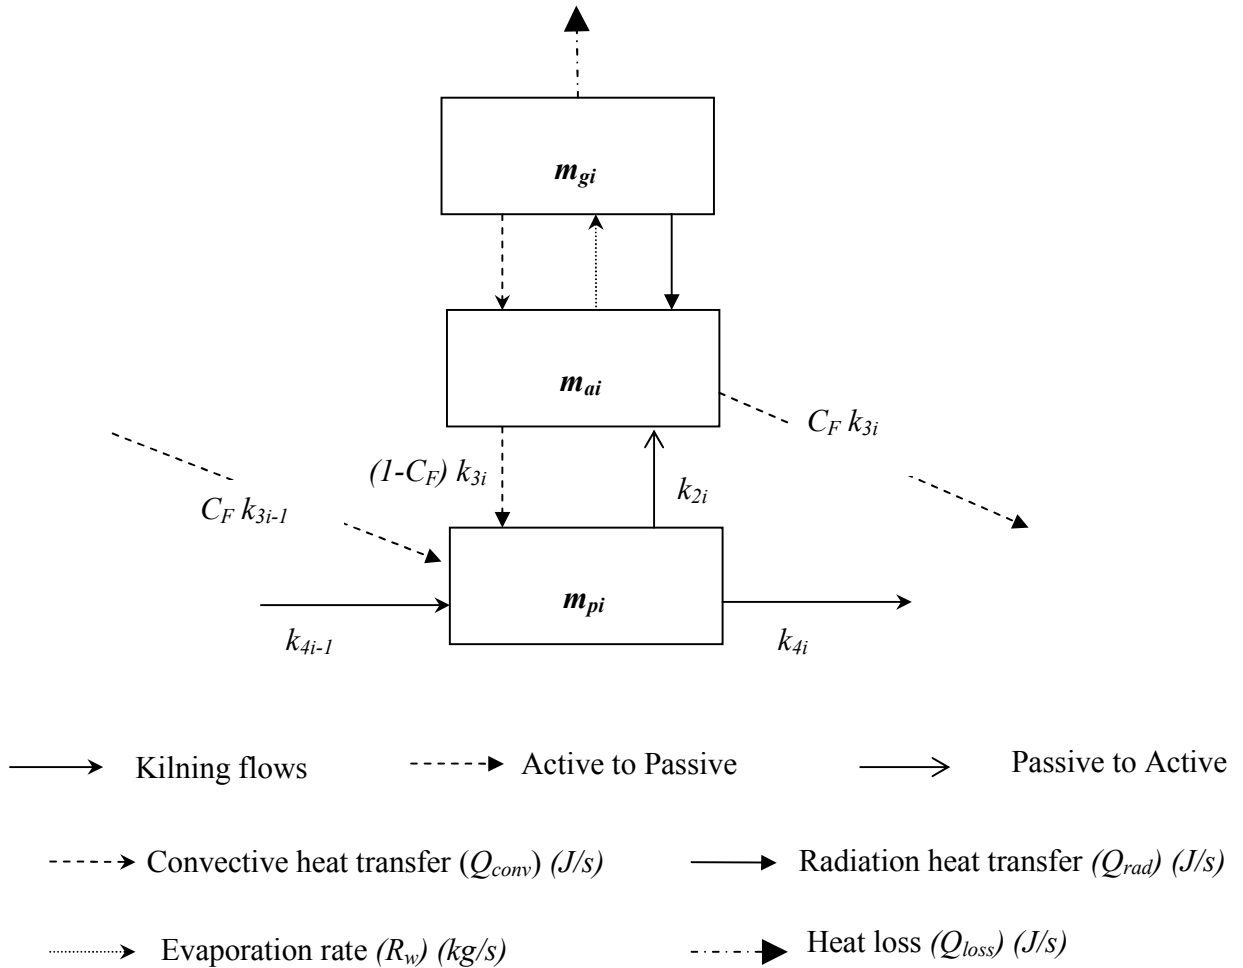 m_gi
m_ai
C_F k_3i
(1-C_F) k_3i
k_2i
C_F k_3i-1
m_pi
k_4i-1
k_4i
Kilning flows
Active to Passive
Passive to Active
Convective heat transfer (Q_conv) (J/s)
Radiation heat transfer (Q_rad) (J/s)
Evaporation rate (R_w) (kg/s)
Heat loss (Q_loss) (J/s)